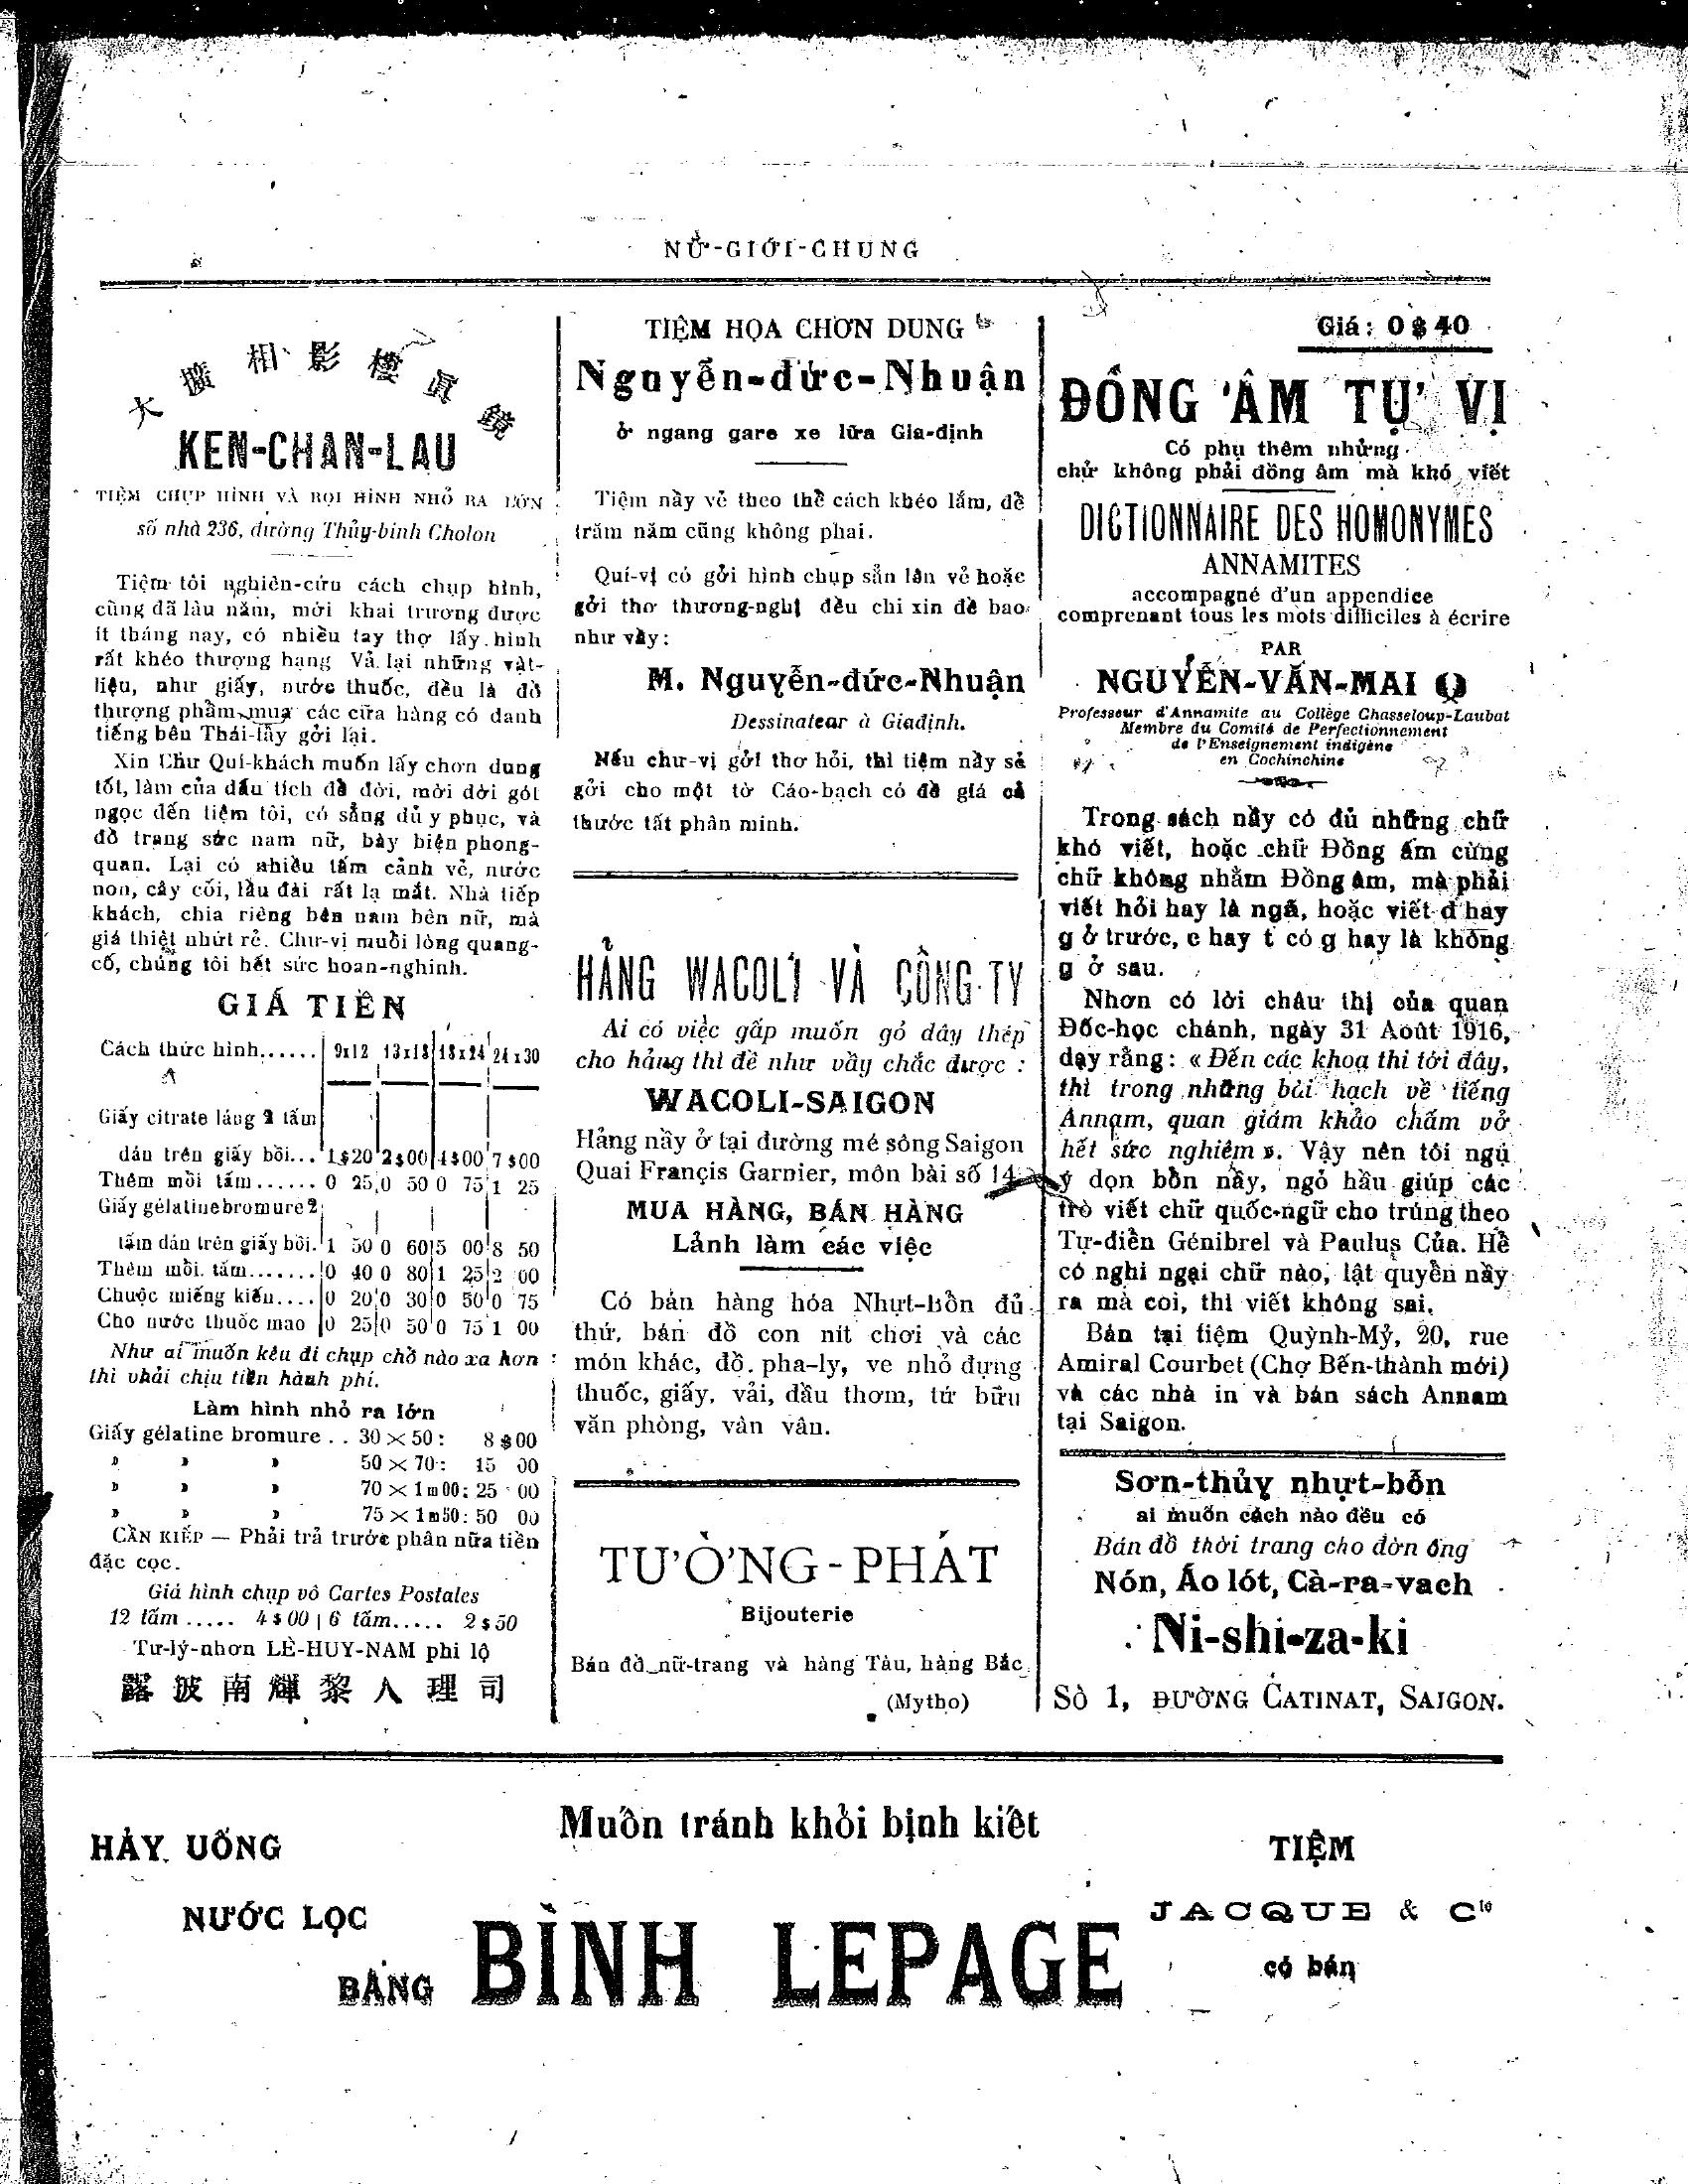 NỮ-GIỚI-CHUNG
大 擴 相 影 樓 眞 鏡
KEN-CHAN-LAU
TIỆM CHỤP HÌNH VÀ RỌI HÌNH NHỎ RA LỚN
số nhà 236, đường Thủy-binh Cholon
Tiệm tôi nghiên-cứu cách chụp hình,
cũng đã lâu năm, mới khai trương được
ít tháng nay, có nhiều tay thợ lấy hình
rất khéo thượng hạng Vả lại những vật-
liệu, như giấy, nước thuốc, đều là đồ
thượng phẩm mua các cửa hàng có danh
tiếng bên Thái-tây gởi lại.
Xin Chư Quí-khách muốn lấy chơn dung
tốt, làm của dấu tích để đời, mời dời gót
ngọc đến tiệm tôi, có sẳng đủ y phục, và
đồ trang sức nam nữ, bày biện phong-
quan. Lại có nhiều tấm cảnh vẻ, nước
non, cây cối, lầu đài rất lạ mắt. Nhà tiếp
khách, chia riêng bên nam bên nữ, mà
giá thiệt nhứt rẻ. Chư-vị muồi lòng quang-
cố, chúng tôi hết sức hoan-nghinh.
GIÁ TIỀN
Cách thức hình...... 9x12 13x18 18x24 24x30
Giấy citrate láng 2 tấm
dán trên giấy bồi... 1$20 2$00 4$00 7$00
Thêm mỗi tấm...... 0 25 0 50 0 75 1 25
Giấy gélatine bromure 2
tấm dán trên giấy bồi. 1 50 0 60 5 00 8 50
Thêm mỗi tấm....... 0 40 0 80 1 25 2 00
Chuộc miếng kiến.... 0 20 0 30 0 50 0 75
Cho nước thuốc mao 0 25 0 50 0 75 1 00
Như ai muốn kêu đi chụp chỗ nào xa hơn
thì phải chịu tiền hành phí.
Làm hình nhỏ ra lớn
Giấy gélatine bromure . . 30 × 50 : 8 $ 00
» » » 50 × 70 : 15 00
» » » 70 × 1m00 : 25 00
» » » 75 × 1m50 : 50 00
CẦN KIẾP — Phải trả trước phân nữa tiền
đặc cọc.
Giá hình chụp vô Cartes Postales
12 tấm ..... 4 $ 00 | 6 tấm..... 2 $ 50
Tư-lý-nhơn LÊ-HUY-NAM phi lộ
露 披 南 輝 黎 人 理 司
TIỆM HỌA CHƠN DUNG
Nguyễn-đức-Nhuận
ở ngang gare xe lữa Gia-định
Tiệm nầy vẻ theo thể cách khéo lắm, để
trăm năm cũng không phai.
Quí-vị có gởi hình chụp sẳn lên vẻ hoặc
gởi thơ thương-nghị đều chi xin đề bao
như vầy :
M. Nguyễn-đức-Nhuận
Dessinateur à Giađịnh.
Nếu chư-vị gởi thơ hỏi, thì tiệm nầy sẻ
gởi cho một tờ Cáo-bạch có đề giá cả
thước tất phân minh.
HẢNG WACOLI VÀ CÔNG-TY
Ai có việc gấp muốn gỏ dây thép
cho hảng thì đề như vầy chắc được :
WACOLI-SAIGON
Hảng nầy ở tại đường mé sông Saigon
Quai Françis Garnier, môn bài số 14
MUA HÀNG, BÁN HÀNG
Lảnh làm các việc
Có bán hàng hóa Nhựt-bổn đủ
thứ, bán đồ con nít chơi và các
món khác, đồ pha-ly, ve nhỏ đựng
thuốc, giấy, vải, dầu thơm, tứ bữu
văn phòng, vân vân.
TƯỜNG-PHÁT
Bijouterie
Bán đồ nữ-trang và hàng Tàu, hàng Bắc
(Mytho)
Giá : 0 $ 40
ĐỒNG ÂM TỰ VỊ
Có phụ thêm những
chử không phải đồng âm mà khó viết
DICTIONNAIRE DES HOMONYMES
ANNAMITES
accompagné d'un appendice
comprenant tous les mots difficiles à écrire
PAR
NGUYỄN-VĂN-MAI Q
Professeur d'Annamite au Collège Chasseloup-Laubat
Membre du Comité de Perfectionnement
de l'Enseignement indigène
en Cochinchine
Trong sách nầy có đủ những chữ
khó viết, hoặc chữ Đồng âm cùng
chữ không nhằm Đồng âm, mà phải
viết hỏi hay là ngã, hoặc viết d hay
g ở trước, c hay t có g hay là không
g ở sau.
Nhơn có lời châu thị của quan
Đốc-học chánh, ngày 31 Août 1916,
dạy rằng : « Đến các khoa thi tới đây,
thì trong những bài hạch về tiếng
Annam, quan giám khảo chấm vở
hết sức nghiêm ». Vậy nên tôi ngụ
ý dọn bổn nầy, ngỏ hầu giúp các
trò viết chữ quốc-ngữ cho trúng theo
Tự-điển Génibrel và Paulus Của. Hễ
có nghi ngại chữ nào, lật quyển nầy
ra mà coi, thì viết không sai.
Bán tại tiệm Quỳnh-Mỷ, 20, rue
Amiral Courbet (Chợ Bến-thành mới)
và các nhà in và bán sách Annam
tại Saigon.
Sơn-thủy nhựt-bổn
ai muốn cách nào đều có
Bán đồ thời trang cho đờn ông
Nón, Áo lót, Cà-ra-vach
Ni-shi-za-ki
SỐ 1, ĐƯỜNG CATINAT, SAIGON.
Muốn tránh khỏi bịnh kiết
HẢY UỐNG
NƯỚC LỌC
BẰNG
BÌNH LEPAGE
TIỆM
JACQUE & Cie
có bán